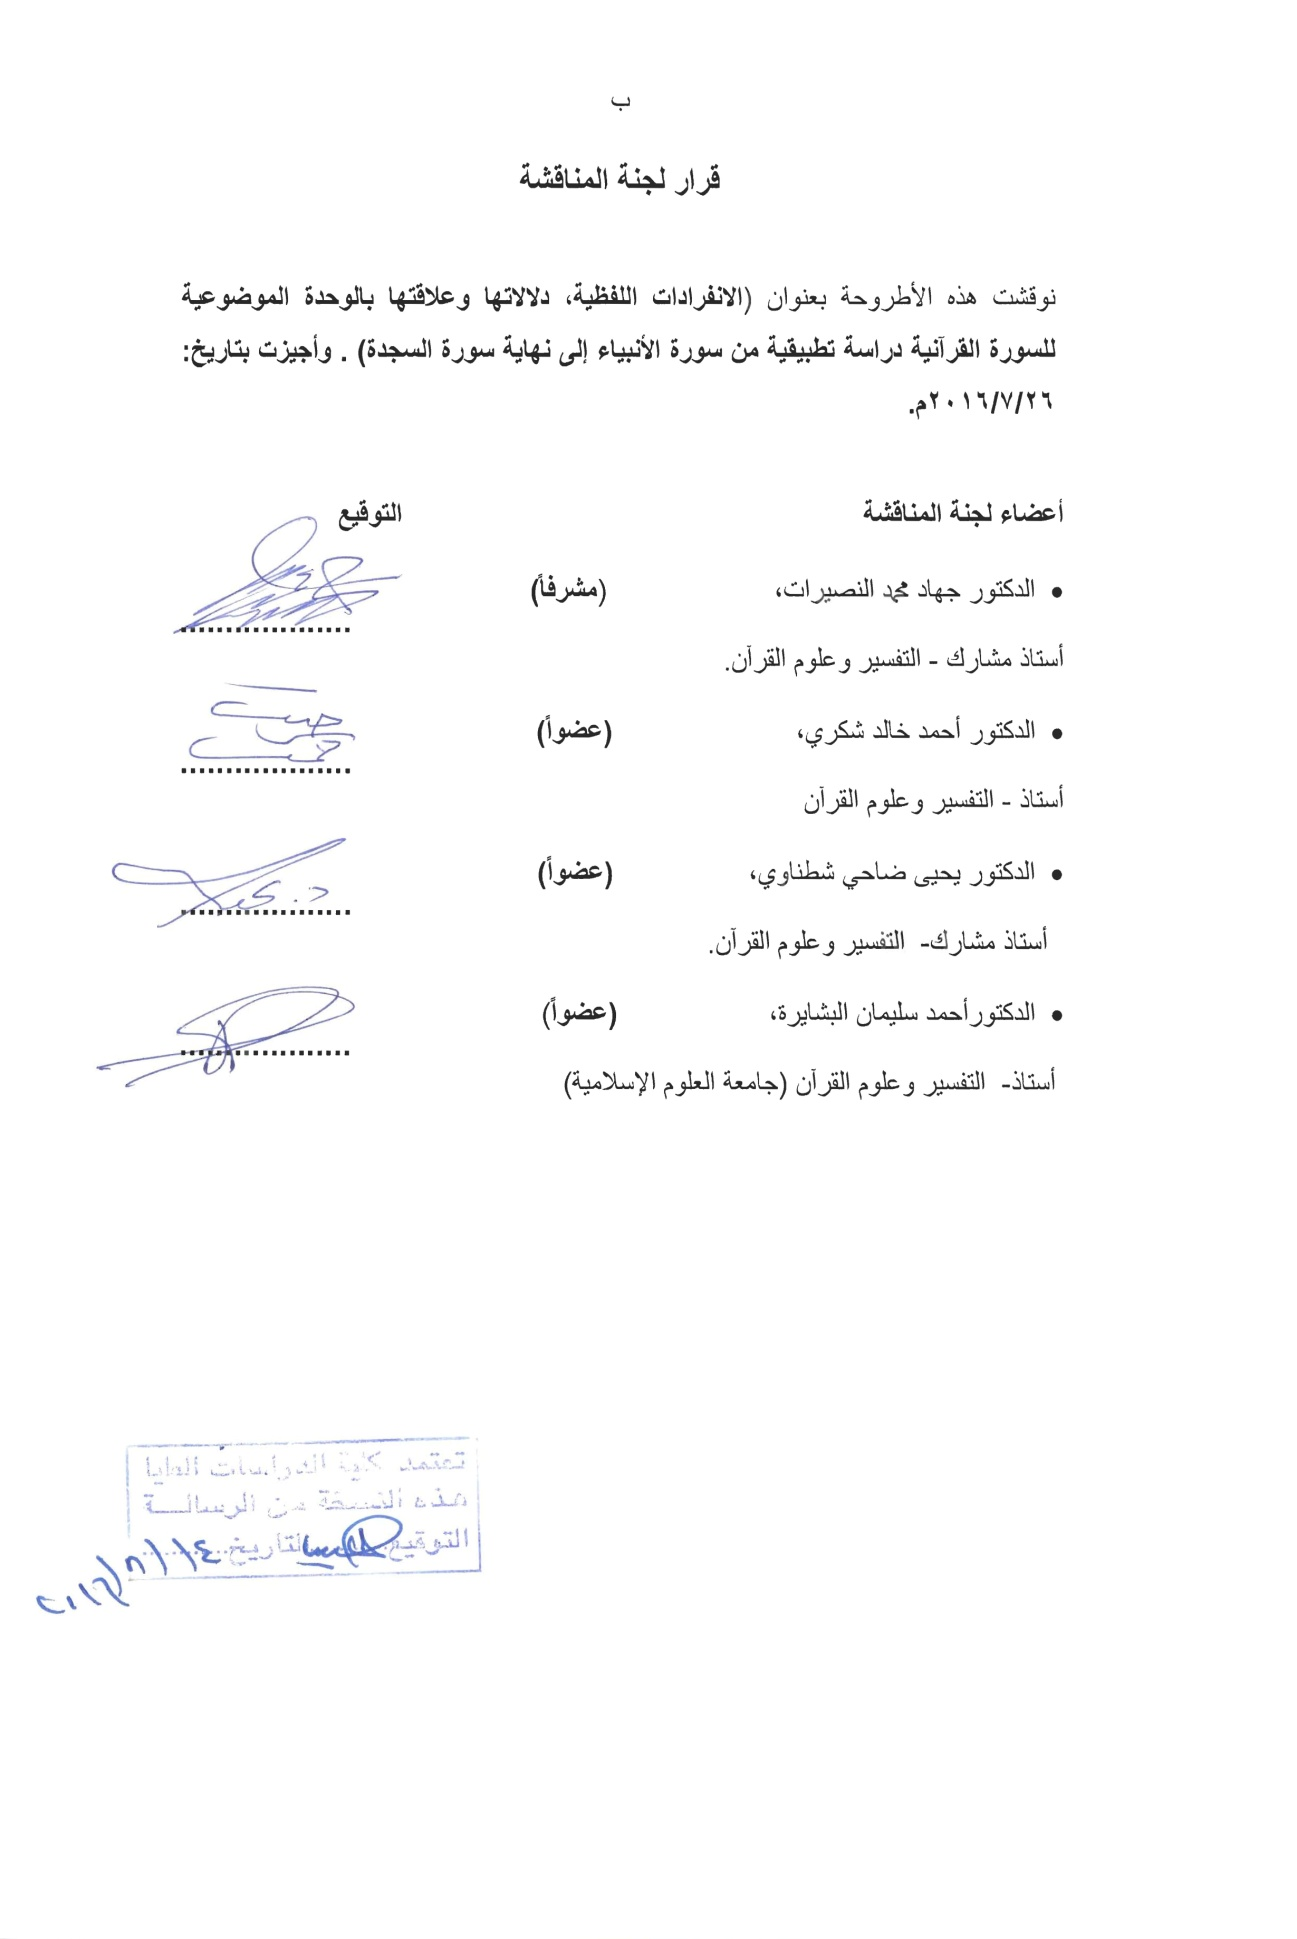 ب
قرار لجنة المناقشة
نوقشت هذه الأطروحة بعنوان (الانفرادات اللفظية، دلالاتها وعلاقتها بالوحدة الموضوعية
للسورة القرآنية دراسة تطبيقية من سورة الأنبياء إلى نهاية سورة السجدة) . وأجيزت بتاريخ:
٢٠١٦/٧/٢٦م.
أعضاء لجنة المناقشة التوقيع
• الدكتور جهاد محمد النصيرات، (مشرفاً) ....................
أستاذ مشارك - التفسير وعلوم القرآن.
• الدكتور أحمد خالد شكري، (عضواً) ....................
أستاذ - التفسير وعلوم القرآن
• الدكتور يحيى ضاحي شطناوي، (عضواً) ....................
أستاذ مشارك- التفسير وعلوم القرآن.
• الدكتورأحمد سليمان البشايرة، (عضواً) ....................
أستاذ- التفسير وعلوم القرآن (جامعة العلوم الإسلامية)
تعتمد كلية الدراسات العليا
هذه النسخة من الرسالة
التوقيع التاريخ